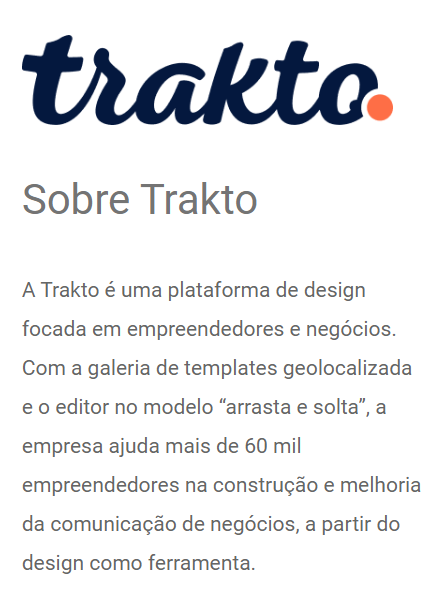 trakto.
Sobre Trakto
A Trakto é uma plataforma de design
focada em empreendedores e negócios.
Com a galeria de templates geolocalizada
e o editor no modelo “arrasta e solta”, a
empresa ajuda mais de 60 mil
empreendedores na construção e melhoria
da comunicação de negócios, a partir do
design como ferramenta.